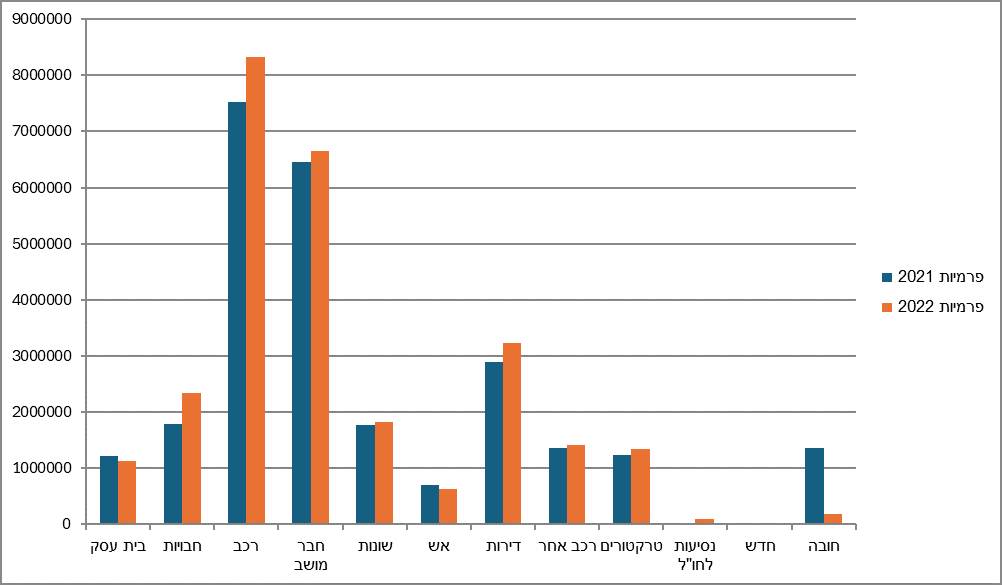 9000000
8000000
7000000
6000000
5000000
4000000
3000000
2000000
1000000
0
בית עסק
חבויות
רכב
חבר
מושב
שונות
אש
דירות
רכב אחר
טרקטורים
נסיעות
לחו"ל
חדש
חובה
פרמיות 2021
פרמיות 2022